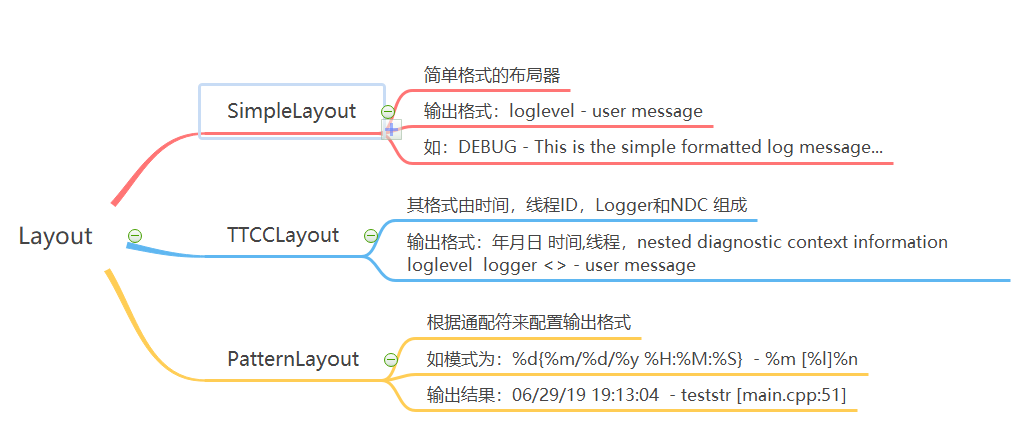 Layout
SimpleLayout
简单格式的布局器
输出格式：loglevel - user message
如：DEBUG - This is the simple formatted log message...
TTCCLayout
其格式由时间，线程ID，Logger和NDC 组成
输出格式：年月日 时间,线程，nested diagnostic context information
loglevel  logger <> - user message
PatternLayout
根据通配符来配置输出格式
如模式为：%d{%m/%d/%y %H:%M:%S}  - %m [%l]%n
输出结果：06/29/19 19:13:04  - teststr [main.cpp:51]